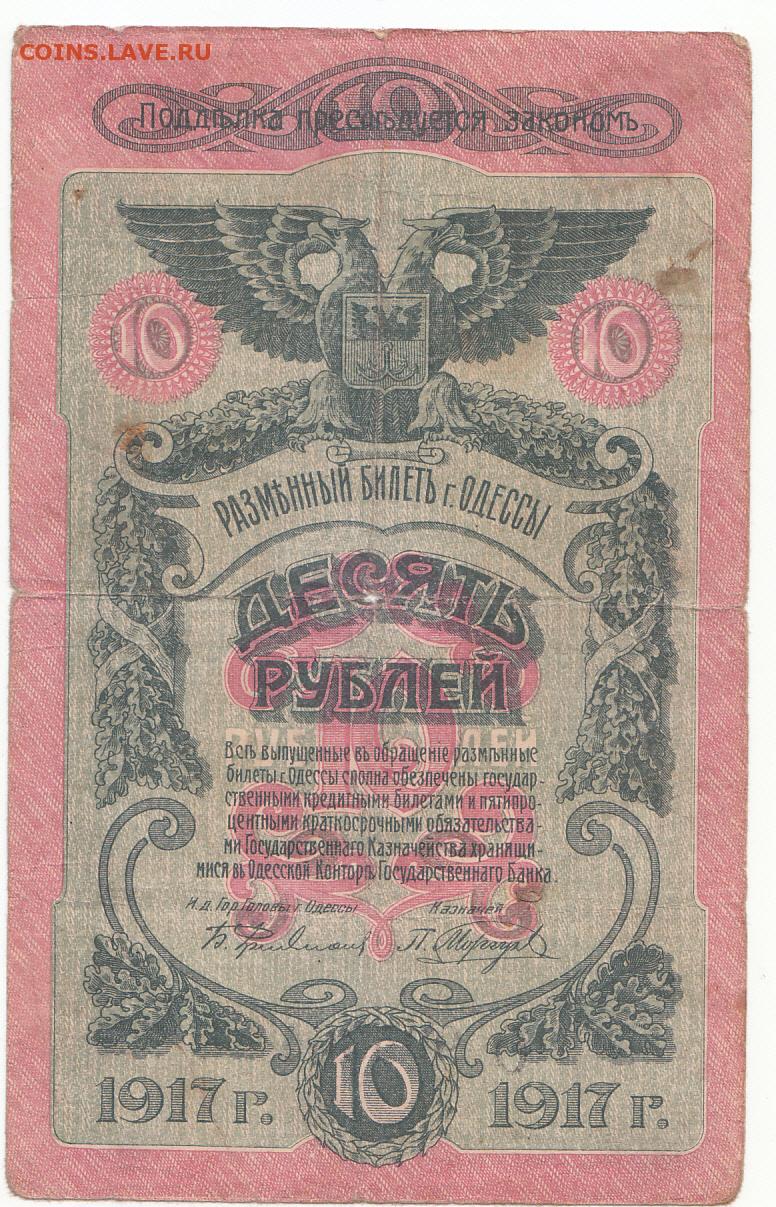 COINS.LAVE.RU
Поддѣлка преслѣдуется закономъ
10 10
РАЗМѢННЫЙ БИЛЕТЪ г. ОДЕССЫ
ДЕСЯТЬ
РУБЛЕЙ
Всѣ выпущенные въ обращение размѣнные
билеты г. Одессы сполна обезпечены государ-
ственными кредитными билетами и пятипро-
центными краткосрочными обязательства-
ми Государственнаго Казначейства хранящи-
мися въ Одесской Конторѣ Государственнаго Банка.
И.д. Гор. Головы г. Одессы Казначей
1917 г. 10 1917 г.